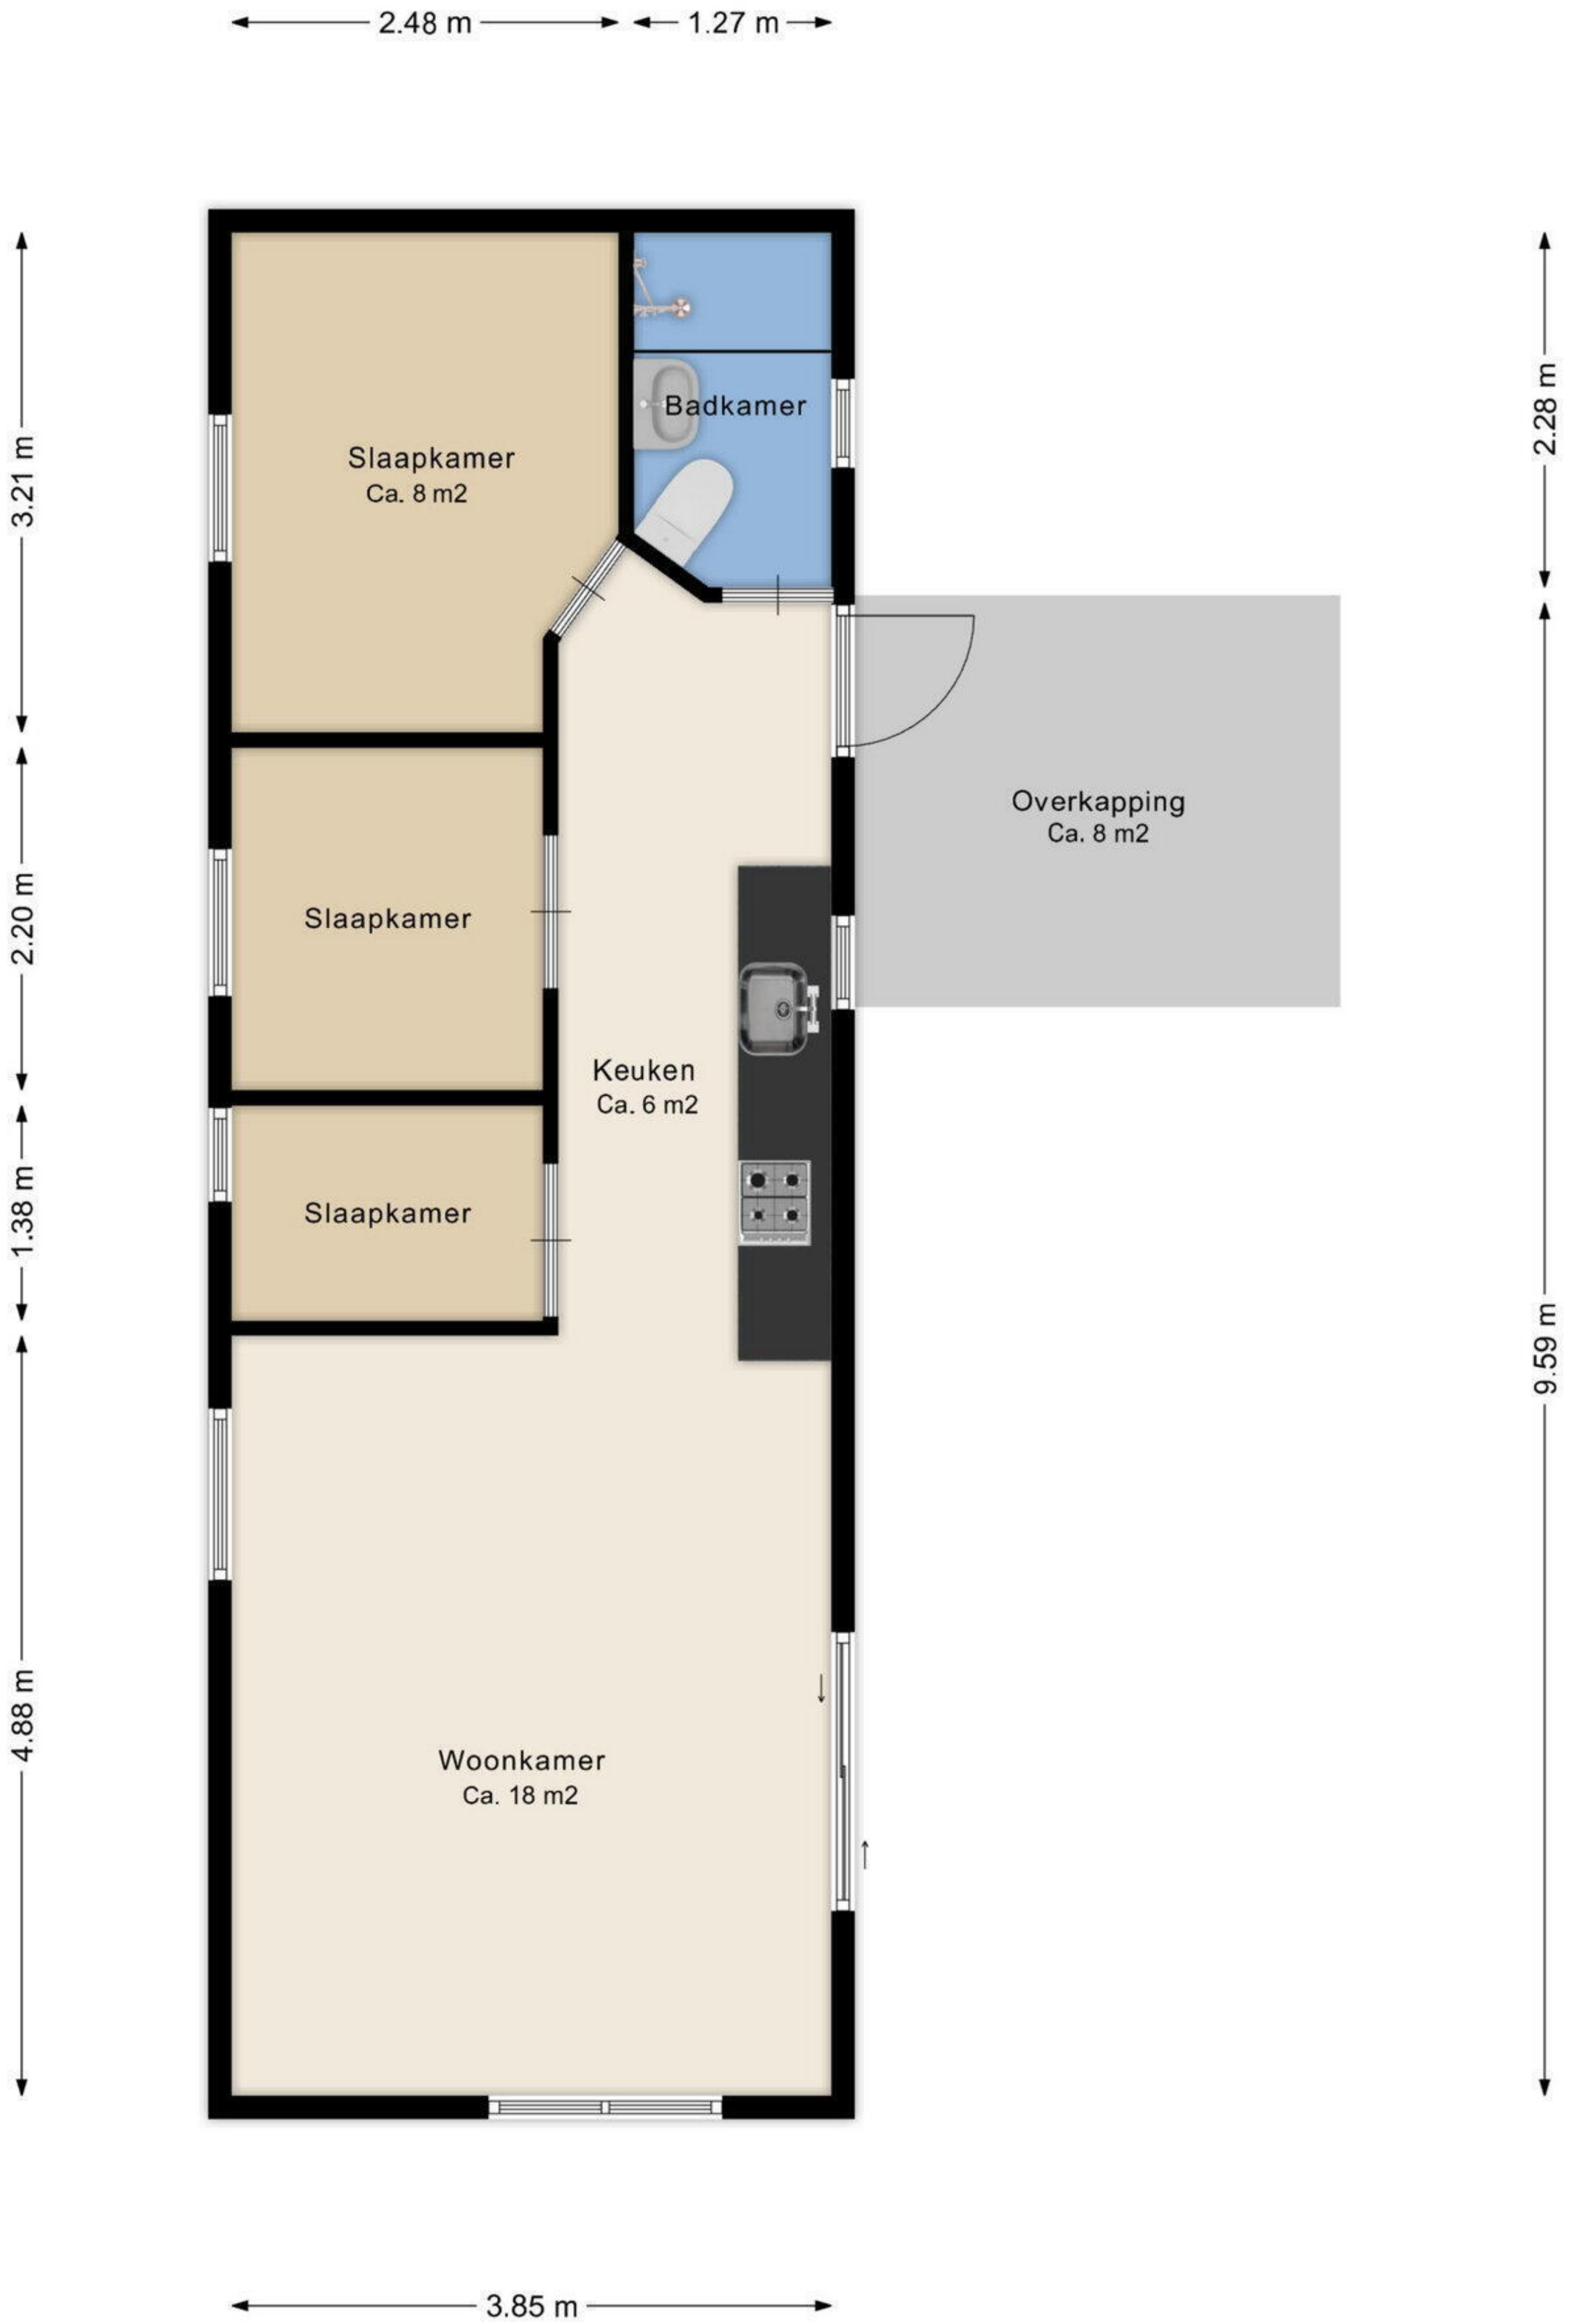 2.48 m
1.27 m
3.21 m
2.28 m
Badkamer
Slaapkamer
Ca. 8 m2
Overkapping
Ca. 8 m2
2.20 m
Slaapkamer
Keuken
Ca. 6 m2
1.38 m
Slaapkamer
9.59 m
4.88 m
Woonkamer
Ca. 18 m2
3.85 m